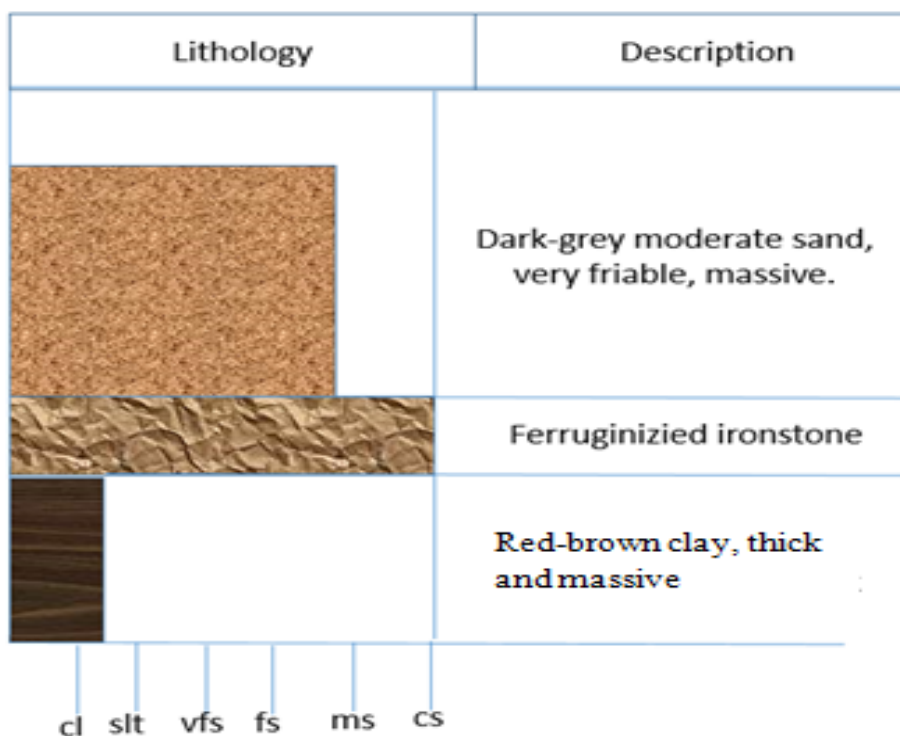 Lithology
Description
Dark-grey moderate sand,
very friable, massive.
Ferruginizied ironstone
Red-brown clay, thick
and massive
cl slt vfs fs ms cs